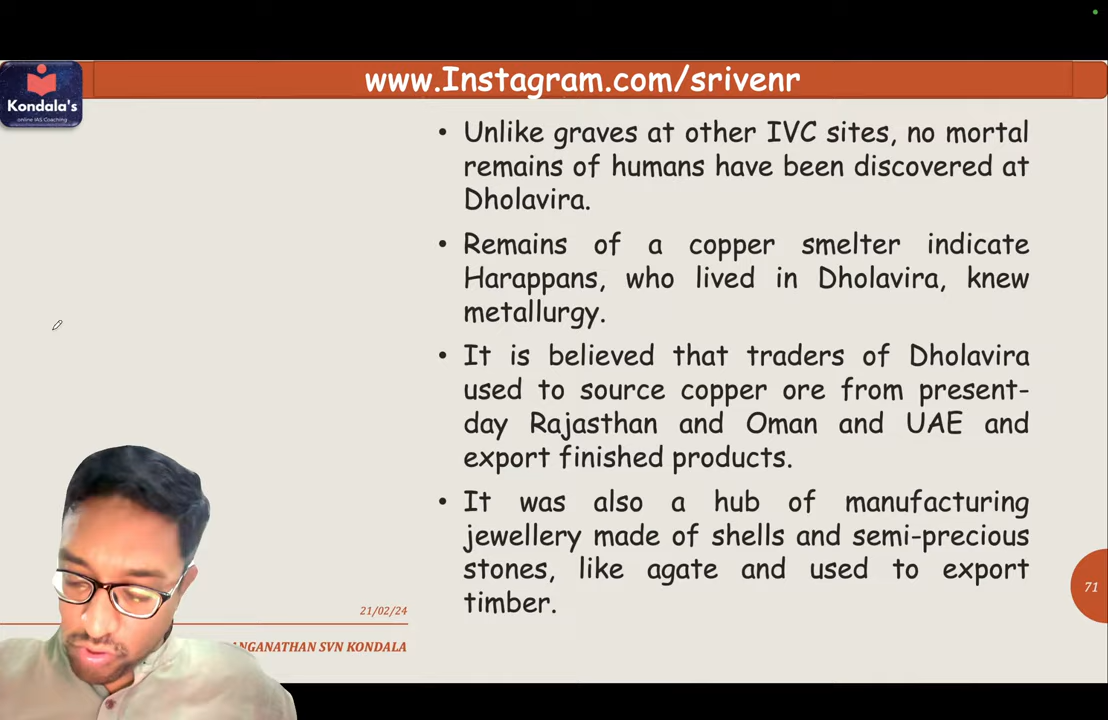 www.Instagram.com/srivenr
Kondala's
online IAS Coaching
• Unlike graves at other IVC sites, no mortal
remains of humans have been discovered at
Dholavira.
• Remains of a copper smelter indicate
Harappans, who lived in Dholavira, knew
metallurgy.
• It is believed that traders of Dholavira
used to source copper ore from present-
day Rajasthan and Oman and UAE and
export finished products.
• It was also a hub of manufacturing
jewellery made of shells and semi-precious
stones, like agate and used to export
timber.
71
21/02/24
NGANATHAN SVN KONDALA